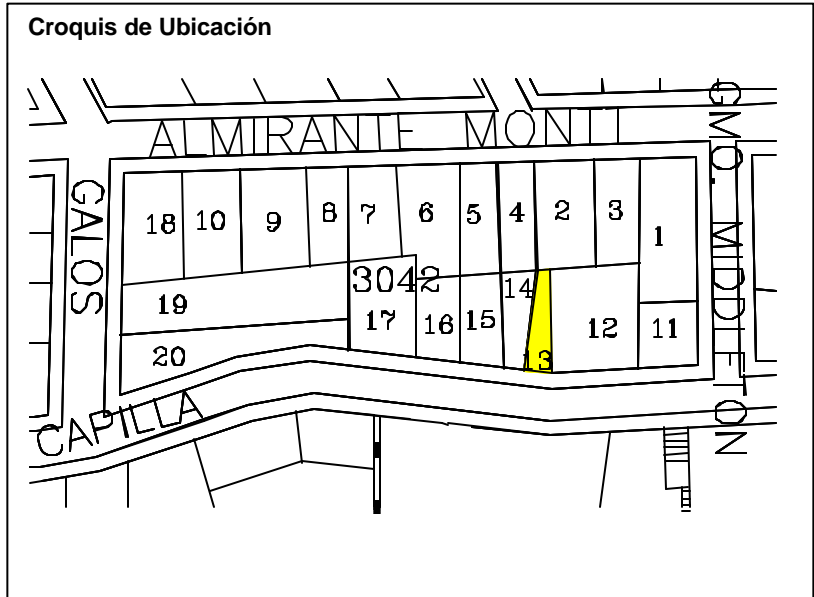 Croquis de Ubicación
ALMIRANTE MONTT
GMO. MIDDLETON
GALOS
18 10 9 8 7 6 5 4 2 3 1
3042
19 17 16 15 14 12 11
20 13
CAPILLA